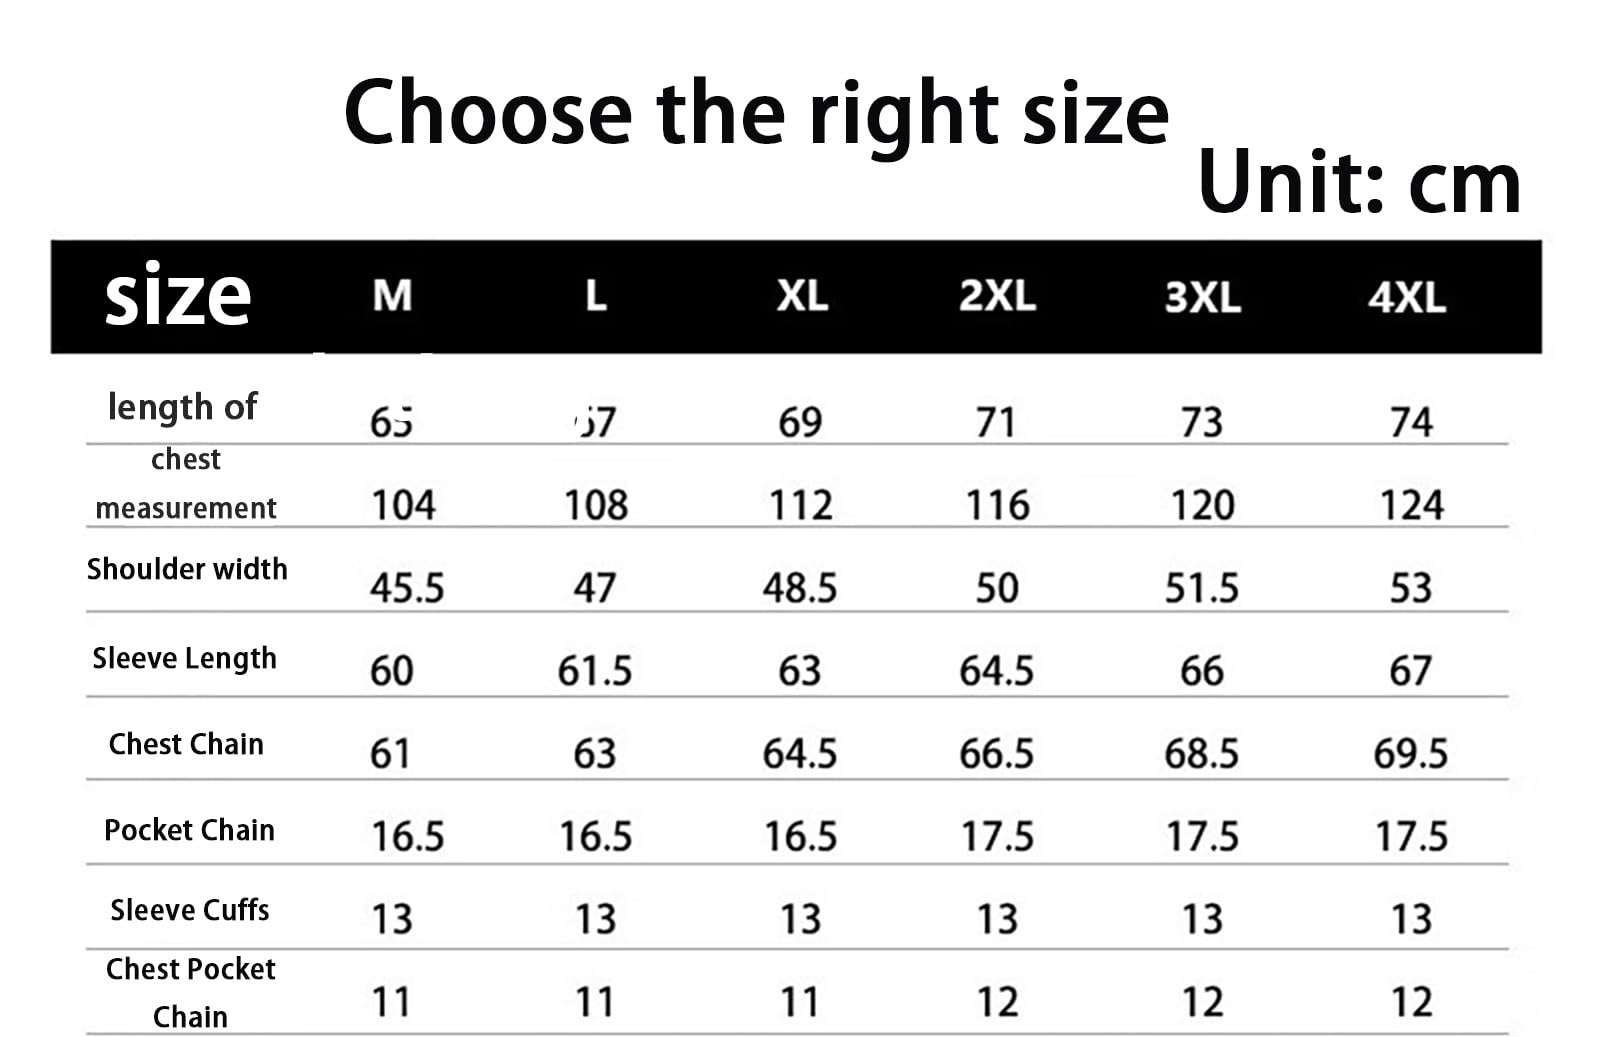 Choose the right size
Unit: cm
size M L XL 2XL 3XL 4XL
length of 65 69 71 73 74
chest
measurement 104 108 112 116 120 124
Shoulder width 45.5 47 48.5 50 51.5 53
Sleeve Length 60 61.5 63 64.5 66 67
Chest Chain 61 63 64.5 66.5 68.5 69.5
Pocket Chain 16.5 16.5 16.5 17.5 17.5 17.5
Sleeve Cuffs 13 13 13 13 13 13
Chest Pocket
Chain 11 11 11 12 12 12